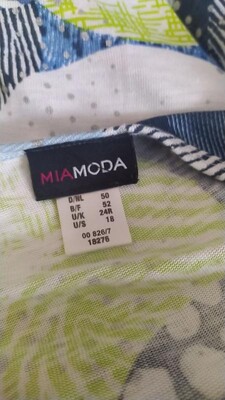 MIAMODA
D/NL 50
B/F 52
U/K 24R
U/S 18
00 826/7
18276